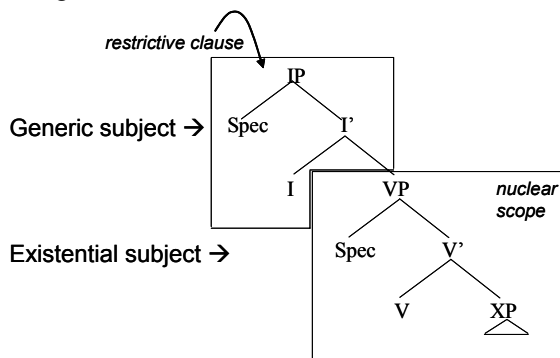 restrictive clause
IP
Generic subject → Spec I'
I VP
nuclear
scope
Existential subject → Spec V'
V XP